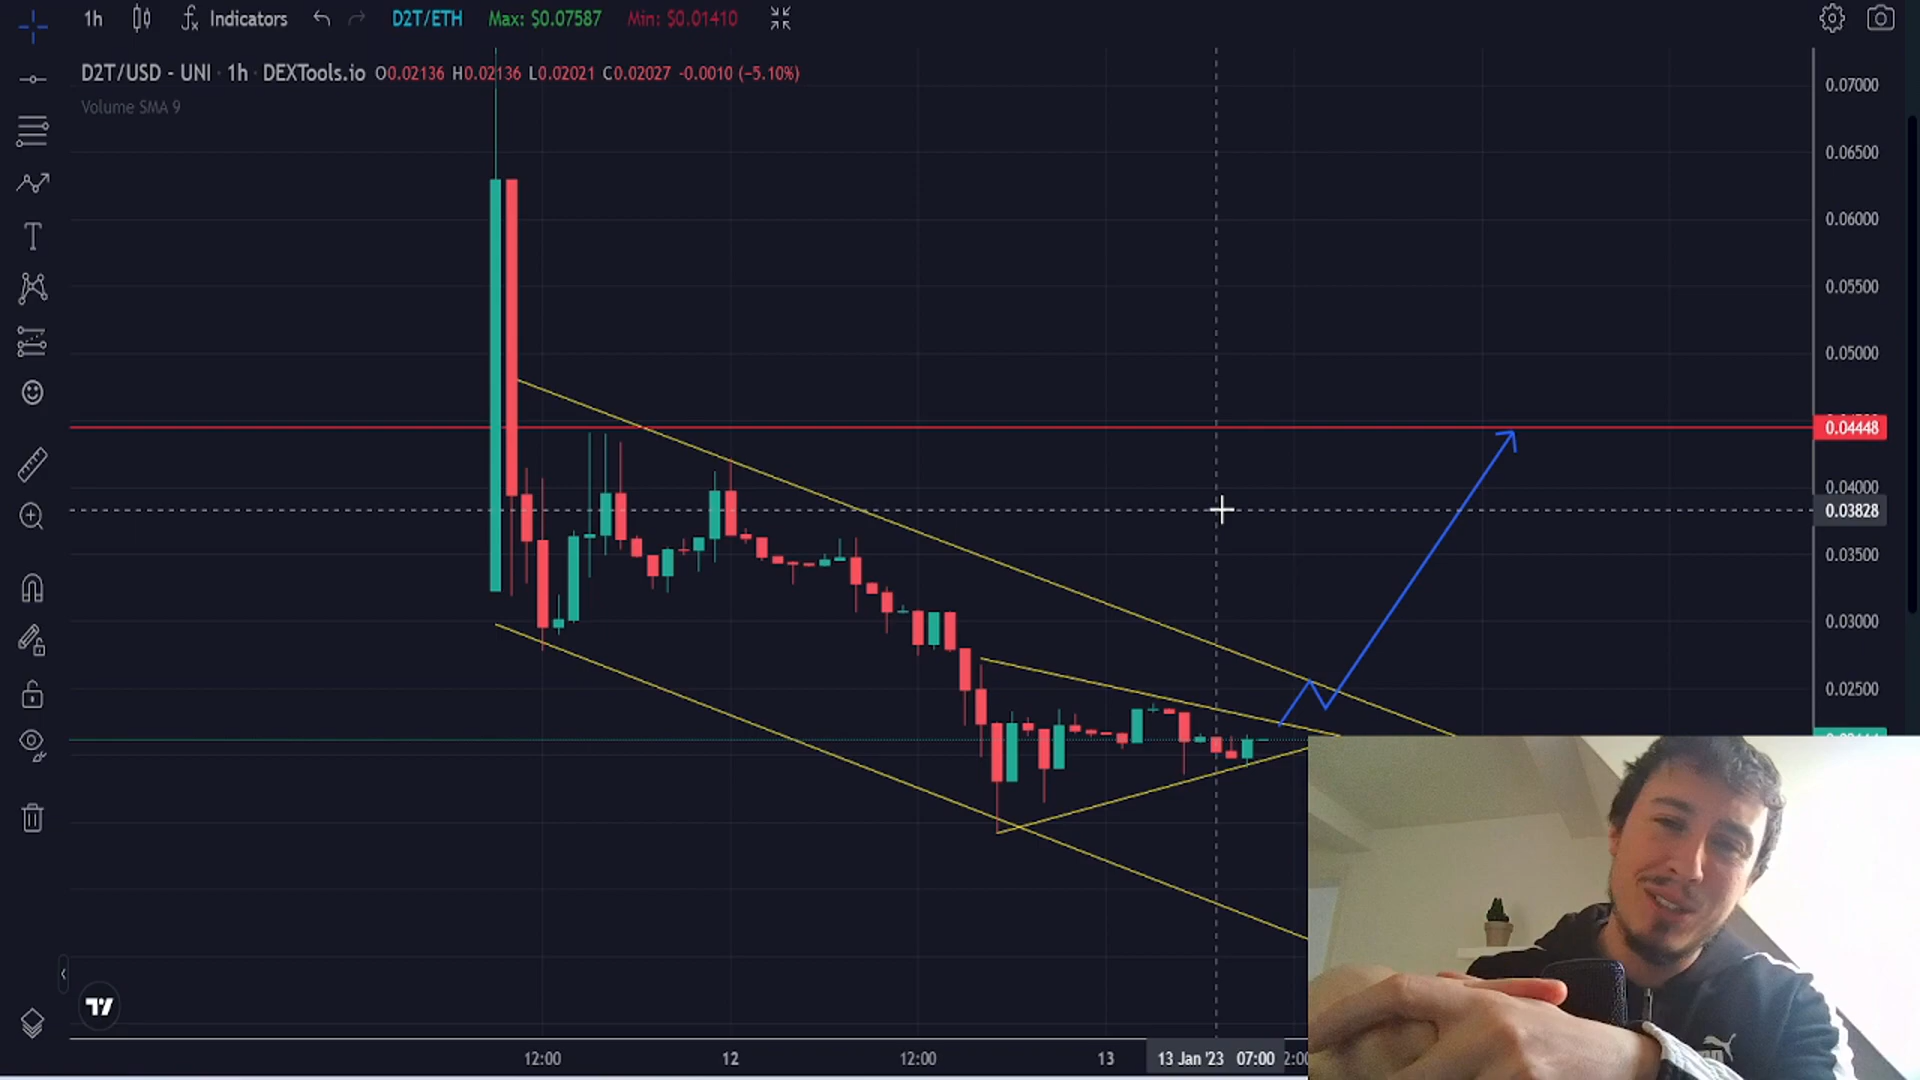 1h Indicators D2T/ETH Max: $0.07587 Min: $0.01410
D2T/USD - UNI · 1h · DEXTools.io O0.02136 H0.02136 L0.02021 C0.02027 -0.0010 (−5.10%)
Volume SMA 9
0.07000
0.06500
0.06000
0.05500
0.05000
0.04448
0.04000
0.03828
0.03500
0.03000
0.02500
12:00 12 12:00 13 13 Jan '23 07:00